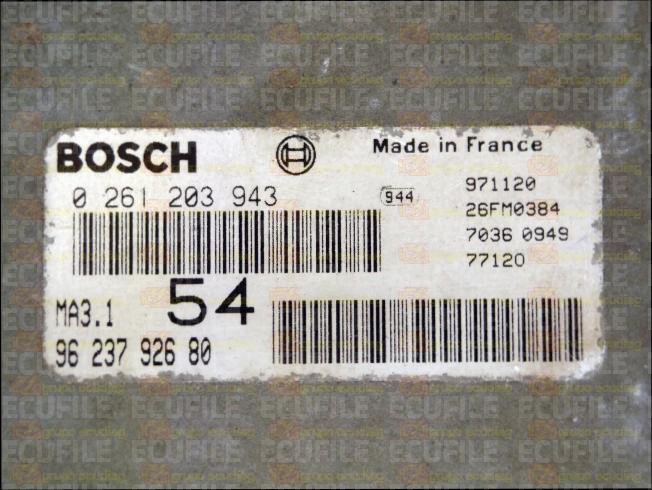 BOSCH
Made in France
0 261 203 943
944
971120
26FM0384
7036 0949
77120
MA3.1
54
96 237 926 80
ECUFILE